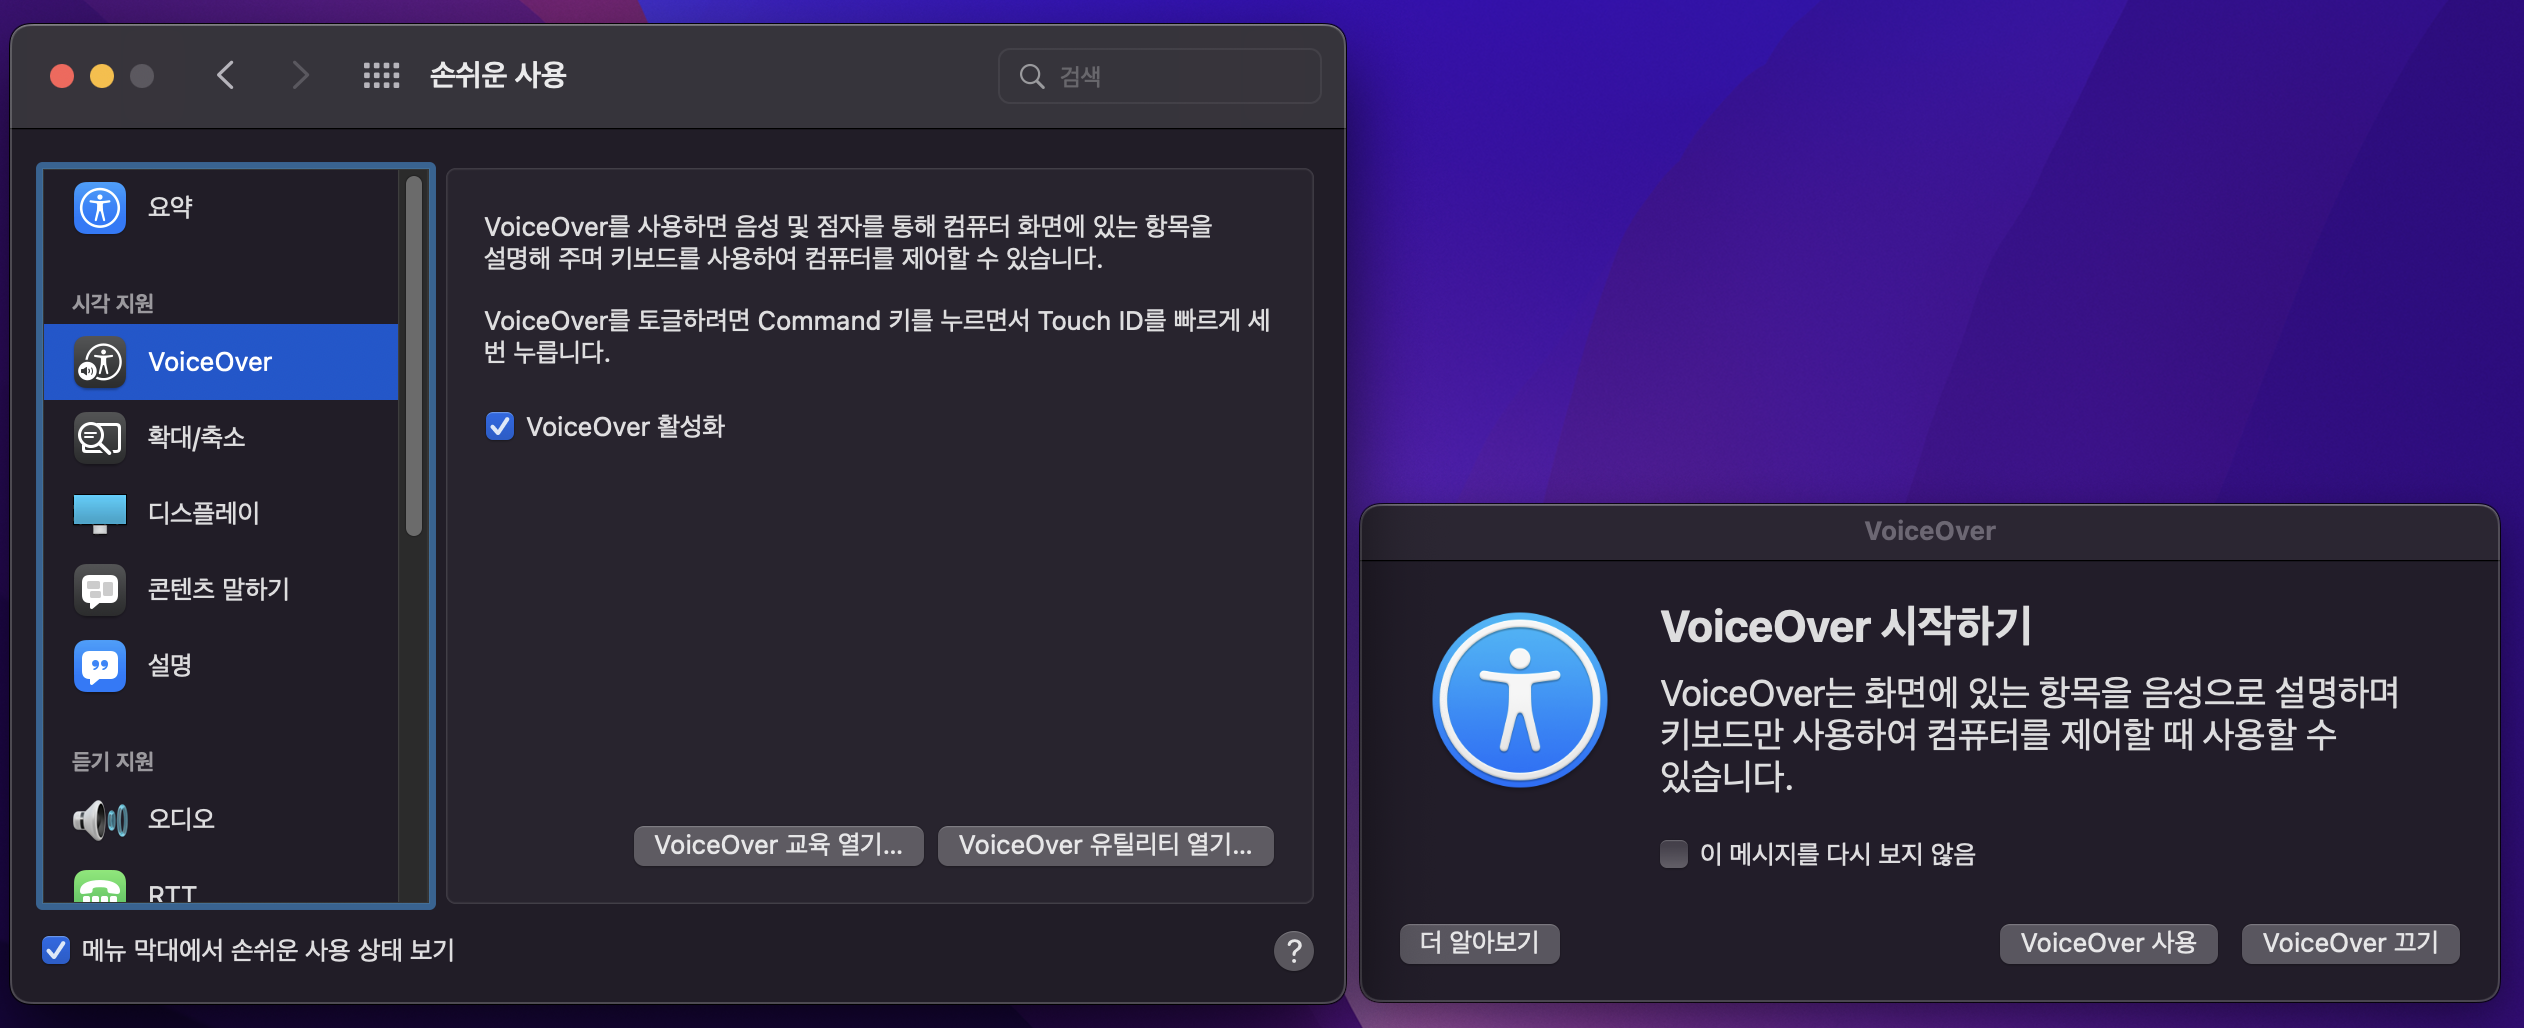 손쉬운 사용
검색
요약
시각 지원
VoiceOver
확대/축소
디스플레이
콘텐츠 말하기
설명
듣기 지원
오디오
RTT
VoiceOver를 사용하면 음성 및 점자를 통해 컴퓨터 화면에 있는 항목을
설명해 주며 키보드를 사용하여 컴퓨터를 제어할 수 있습니다.
VoiceOver를 토글하려면 Command 키를 누르면서 Touch ID를 빠르게 세
번 누릅니다.
VoiceOver 활성화
VoiceOver 교육 열기...
VoiceOver 유틸리티 열기...
메뉴 막대에서 손쉬운 사용 상태 보기
?
VoiceOver
VoiceOver 시작하기
VoiceOver는 화면에 있는 항목을 음성으로 설명하며
키보드만 사용하여 컴퓨터를 제어할 때 사용할 수
있습니다.
이 메시지를 다시 보지 않음
더 알아보기
VoiceOver 사용
VoiceOver 끄기